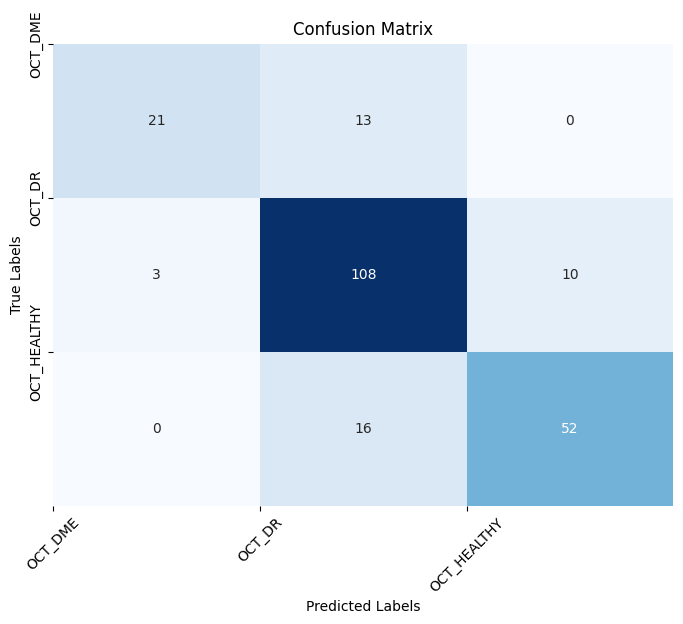 Confusion Matrix
True Labels
OCT_DME
21 13 0
OCT_DR
3 108 10
OCT_HEALTHY
0 16 52
OCT_DME OCT_DR OCT_HEALTHY
Predicted Labels